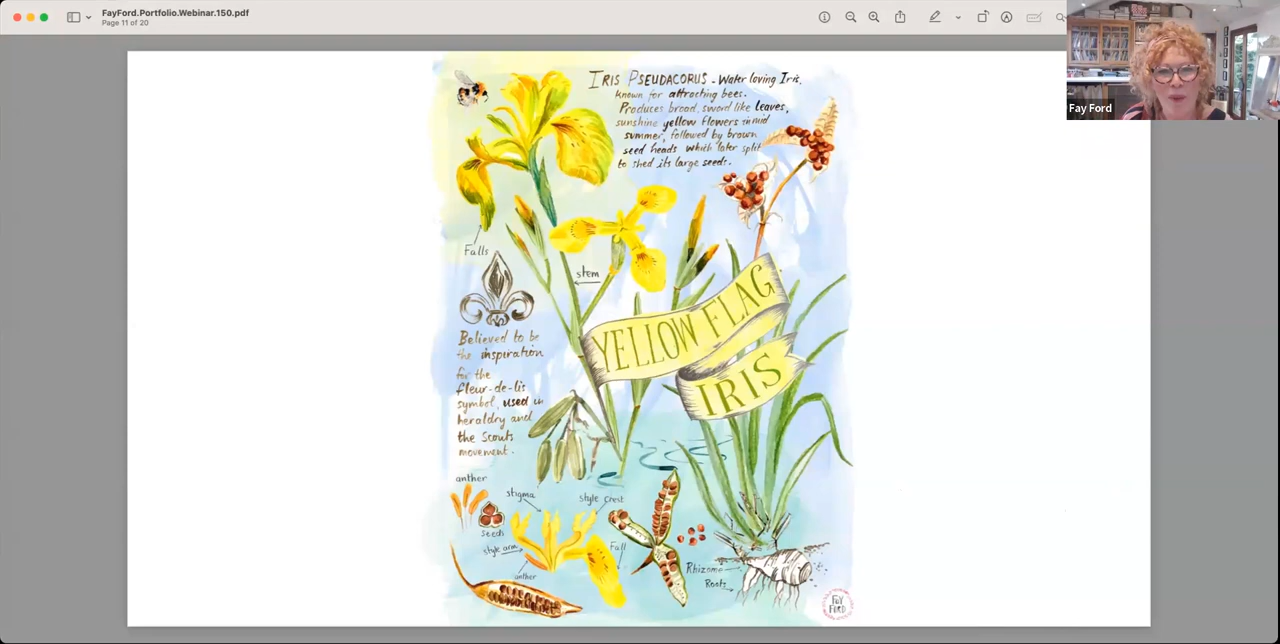 FayFord.Portfolio.Webinar.150.pdf
Page 11 of 20
Fay Ford
IRIS PSEUDACORUS - Water loving Iris,
known for attracting bees.
Produces broad, sword like leaves,
sunshine yellow flowers in mid
summer, followed by brown
seed heads which later split
to shed its large seeds.
Falls
stem
YELLOW FLAG
IRIS
Believed to be
the inspiration
for the
fleur-de-lis
symbol, used in
heraldry and
the Scouts
movement.
anther
stigma
style crest
seeds
style arm
anther
Fall
Rhizome
Roots
FAY
FORD